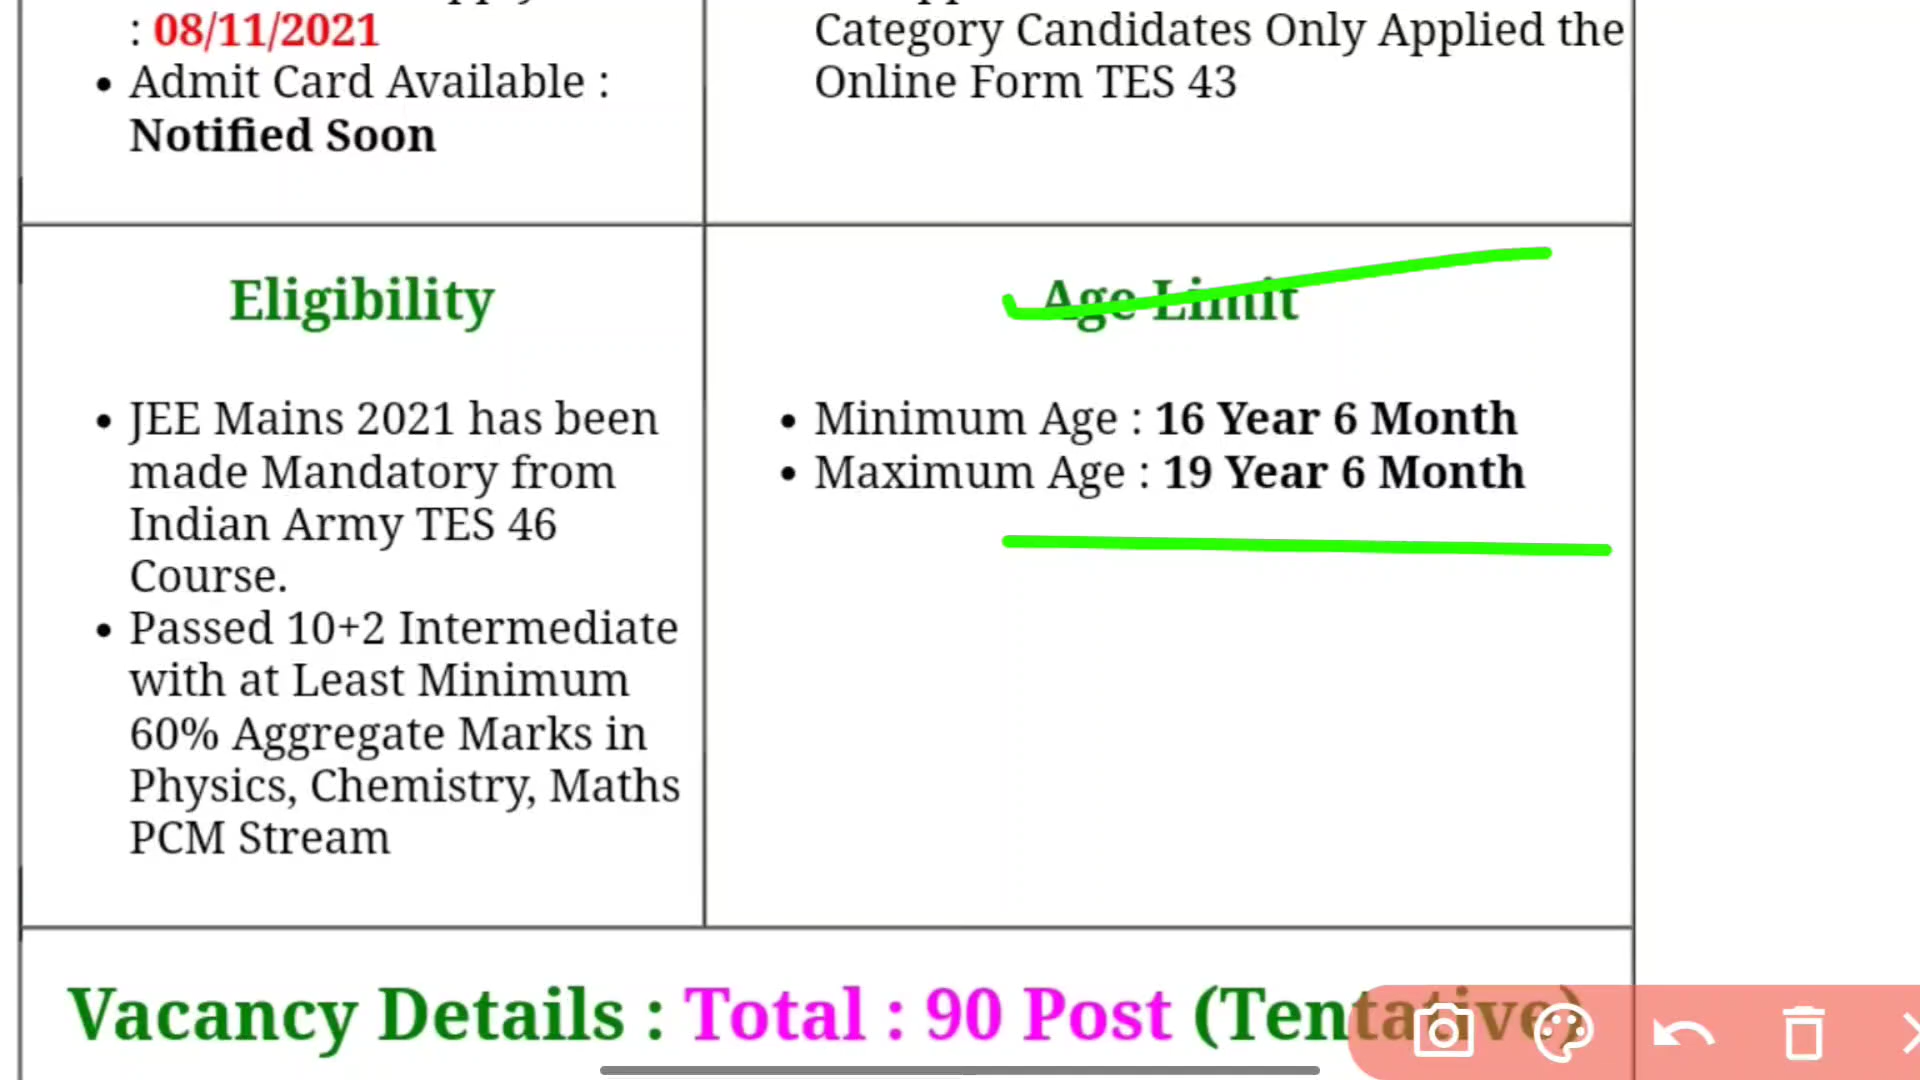 : 08/11/2021
Admit Card Available :
Notified Soon
Category Candidates Only Applied the
Online Form TES 43
Eligibility
JEE Mains 2021 has been
made Mandatory from
Indian Army TES 46
Course.
Passed 10+2 Intermediate
with at Least Minimum
60% Aggregate Marks in
Physics, Chemistry, Maths
PCM Stream
Age Limit
Minimum Age : 16 Year 6 Month
Maximum Age : 19 Year 6 Month
Vacancy Details : Total : 90 Post (Tentative)